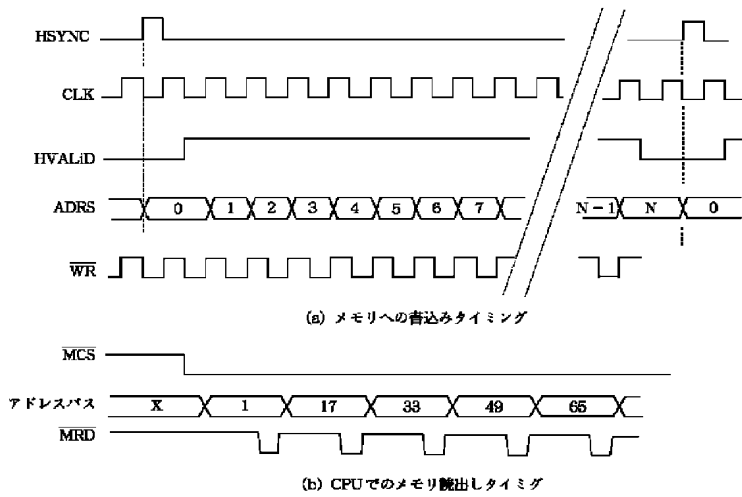 HSYNC
CLK
HVALiD
ADRS 0 1 2 3 4 5 6 7 N-1 N 0
WR
(a) メモリへの書込みタイミング
MCS
アドレスバス X 1 17 33 49 65
MRD
(b) CPUでのメモリ読出しタイミグ